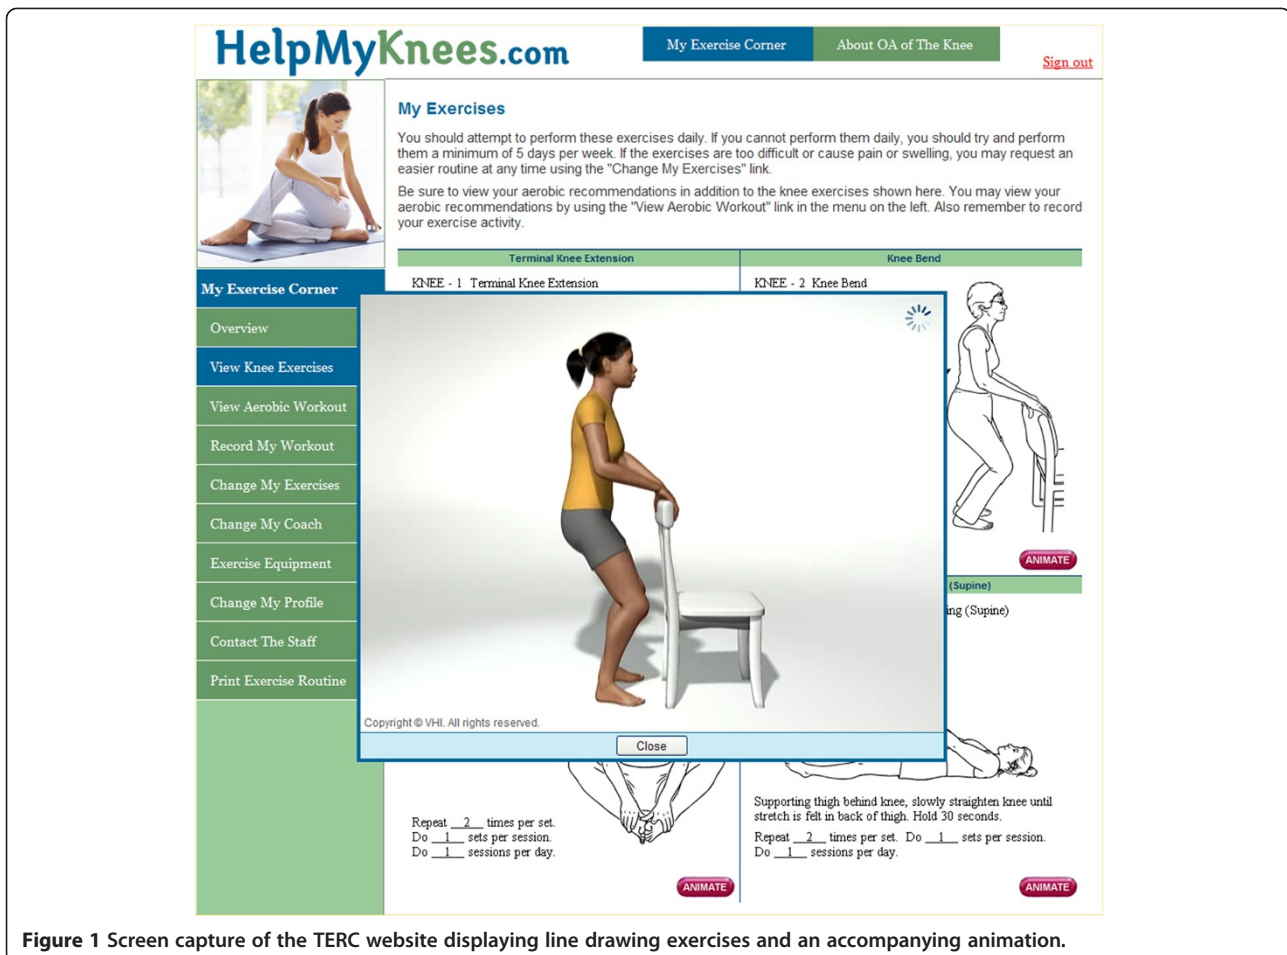 HelpMyKnees.com
My Exercise Corner
About OA of The Knee
Sign out
My Exercises
You should attempt to perform these exercises daily. If you cannot perform them daily, you should try and perform
them a minimum of 5 days per week. If the exercises are too difficult or cause pain or swelling, you may request an
easier routine at any time using the "Change My Exercises" link.
Be sure to view your aerobic recommendations in addition to the knee exercises shown here. You may view your
aerobic recommendations by using the "View Aerobic Workout" link in the menu on the left. Also remember to record
your exercise activity.
My Exercise Corner
Overview
View Knee Exercises
View Aerobic Workout
Record My Workout
Change My Exercises
Change My Coach
Exercise Equipment
Change My Profile
Contact The Staff
Print Exercise Routine
Terminal Knee Extension
KNEE - 1 Terminal Knee Extension
Knee Bend
KNEE - 2 Knee Bend
ANIMATE
(Supine)
ing (Supine)
Copyright © VHI. All rights reserved.
Close
Repeat 2 times per set.
Do 1 sets per session.
Do 1 sessions per day.
ANIMATE
Supporting thigh behind knee, slowly straighten knee until
stretch is felt in back of thigh. Hold 30 seconds.
Repeat 2 times per set. Do 1 sets per session.
Do 1 sessions per day.
ANIMATE
Figure 1 Screen capture of the TERC website displaying line drawing exercises and an accompanying animation.